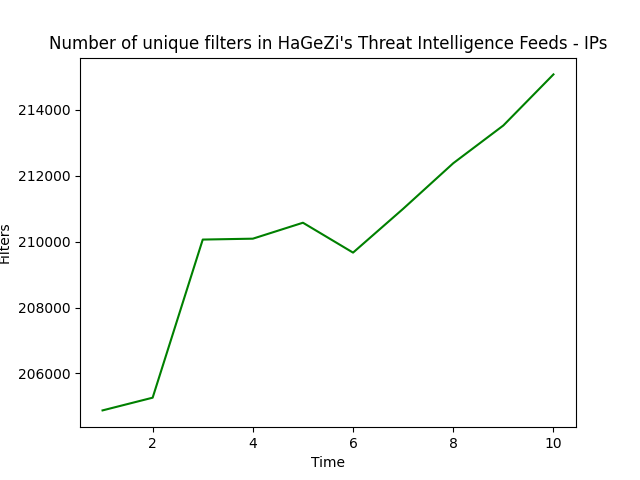 Number of unique filters in HaGeZi's Threat Intelligence Feeds - IPs
214000
212000
210000
208000
206000
Filters
2 4 6 8 10
Time